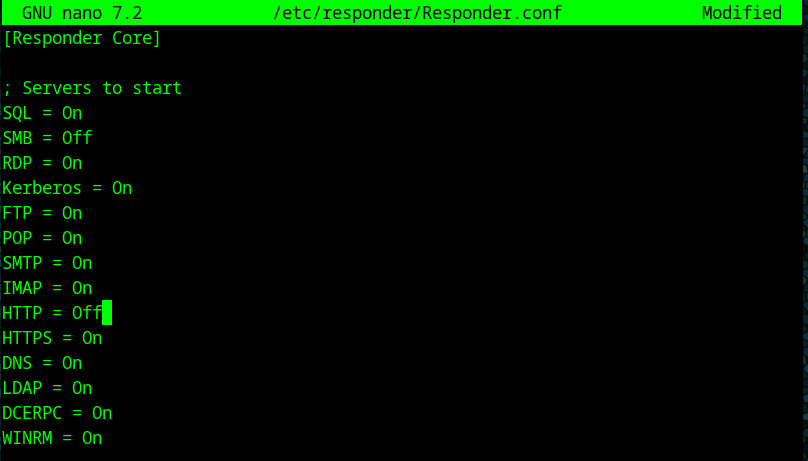 GNU nano 7.2 /etc/responder/Responder.conf Modified
[Responder Core]
; Servers to start
SQL = On
SMB = Off
RDP = On
Kerberos = On
FTP = On
POP = On
SMTP = On
IMAP = On
HTTP = Off
HTTPS = On
DNS = On
LDAP = On
DCERPC = On
WINRM = On